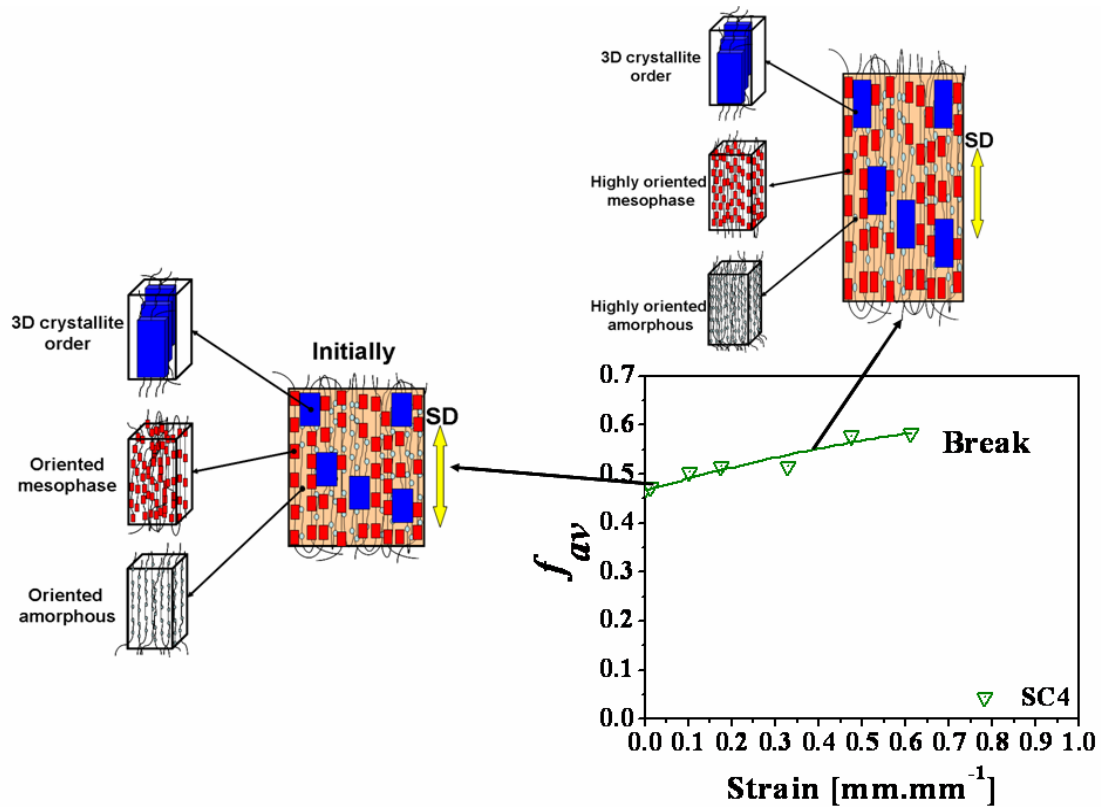 3D crystallite
order
Highly oriented
mesophase
Highly oriented
amorphous
SD
Initially
3D crystallite
order
Oriented
mesophase
Oriented
amorphous
SD
0.7
0.6
0.5
0.4
0.3
0.2
0.1
0.0
f_av
Break
SC4
0.0 0.1 0.2 0.3 0.4 0.5 0.6 0.7 0.8 0.9 1.0
Strain [mm.mm⁻¹]